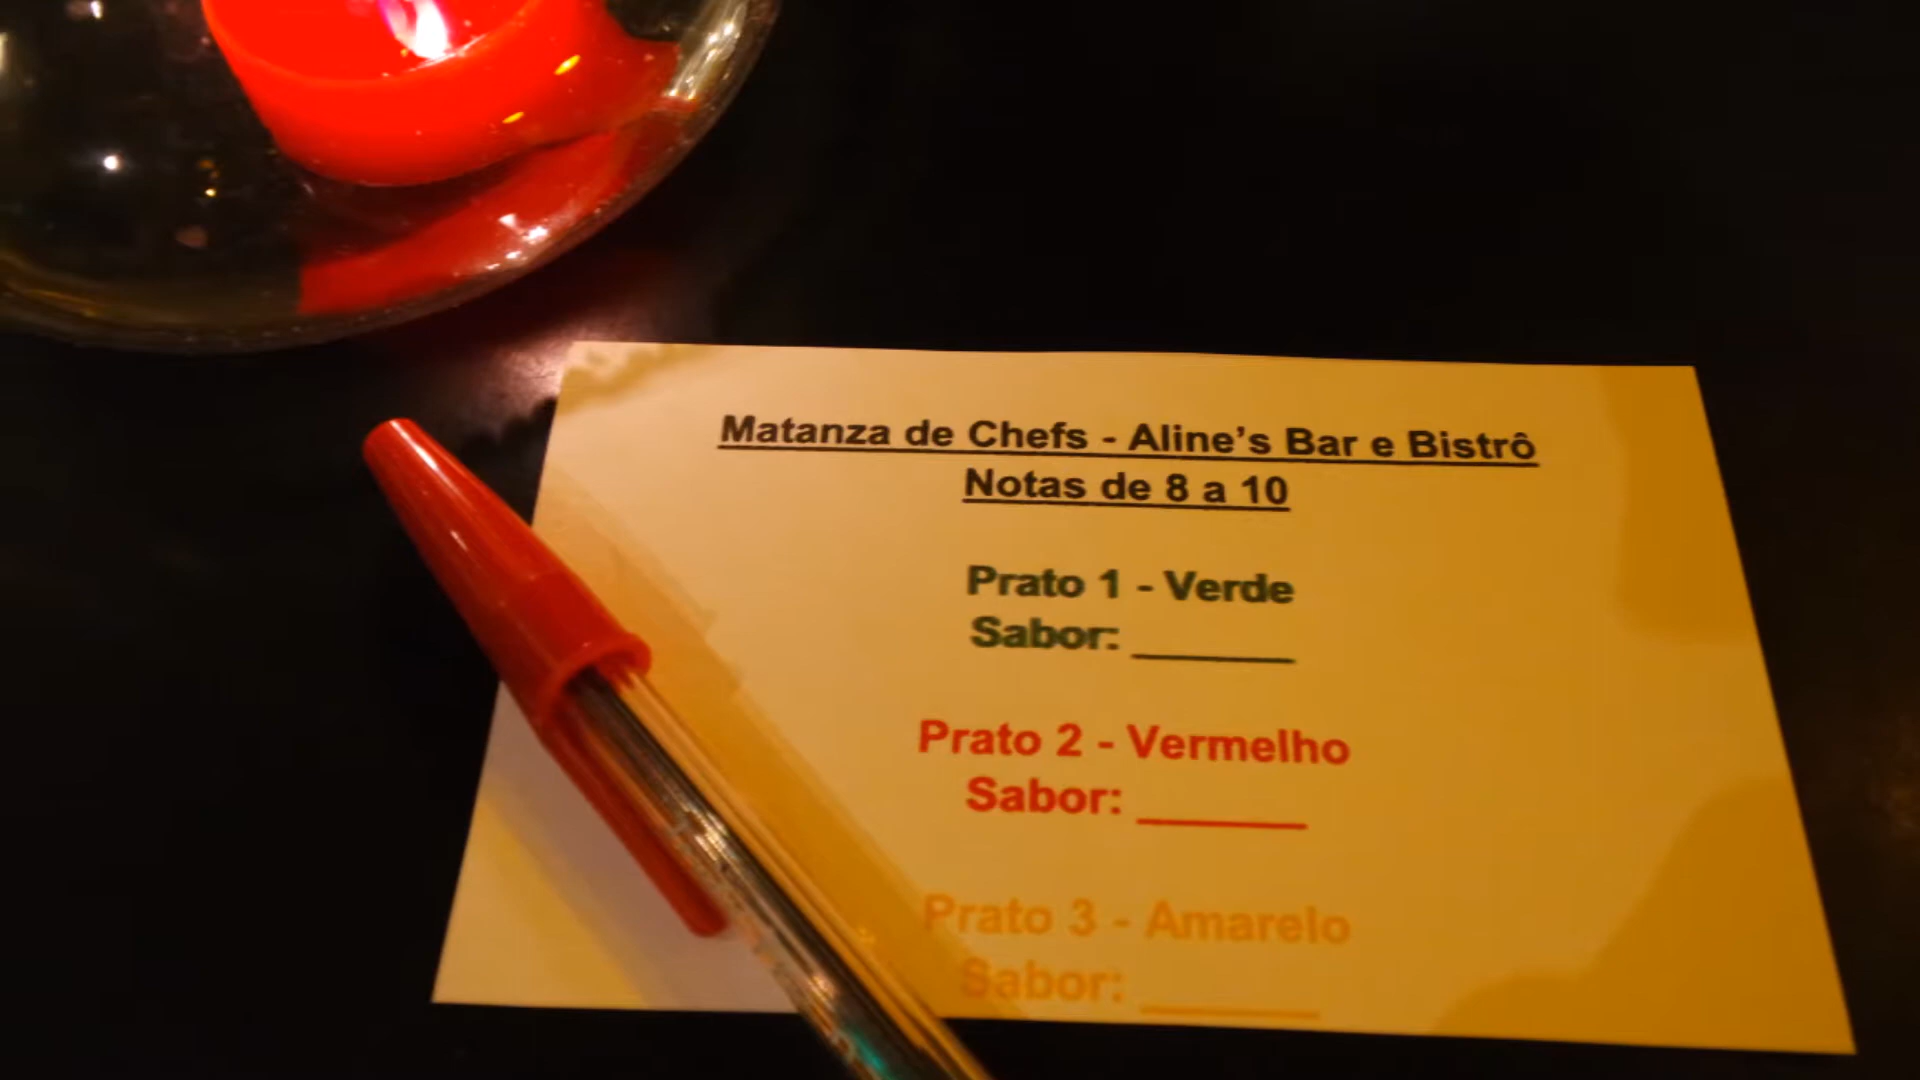 Matanza de Chefs - Aline’s Bar e Bistrô
Notas de 8 a 10
Prato 1 - Verde
Sabor: ______
Prato 2 - Vermelho
Sabor: ______
Prato 3 - Amarelo
Sabor: ______